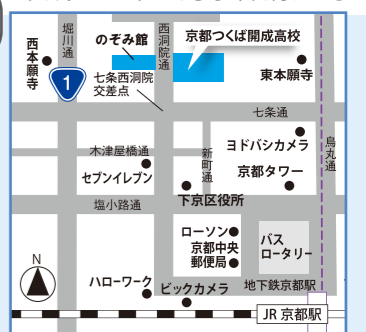 堀川通
西洞院通
のぞみ館
京都つくば開成高校
西本願寺
1
七条西洞院
交差点
東本願寺
七条通
ヨドバシカメラ
烏丸通
木津屋橋通
新町通
セブンイレブン
京都タワー
下京区役所
塩小路通
ローソン
京都中央
郵便局
バス
ロータリー
N
ハローワーク
ビックカメラ
地下鉄京都駅
JR 京都駅